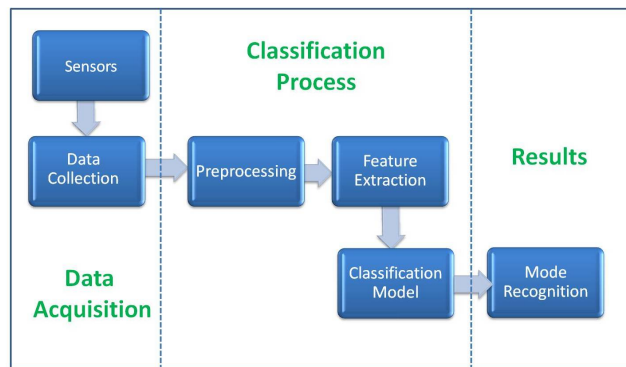 Sensors
Data
Collection
Data
Acquisition
Classification
Process
Preprocessing
Feature
Extraction
Classification
Model
Results
Mode
Recognition